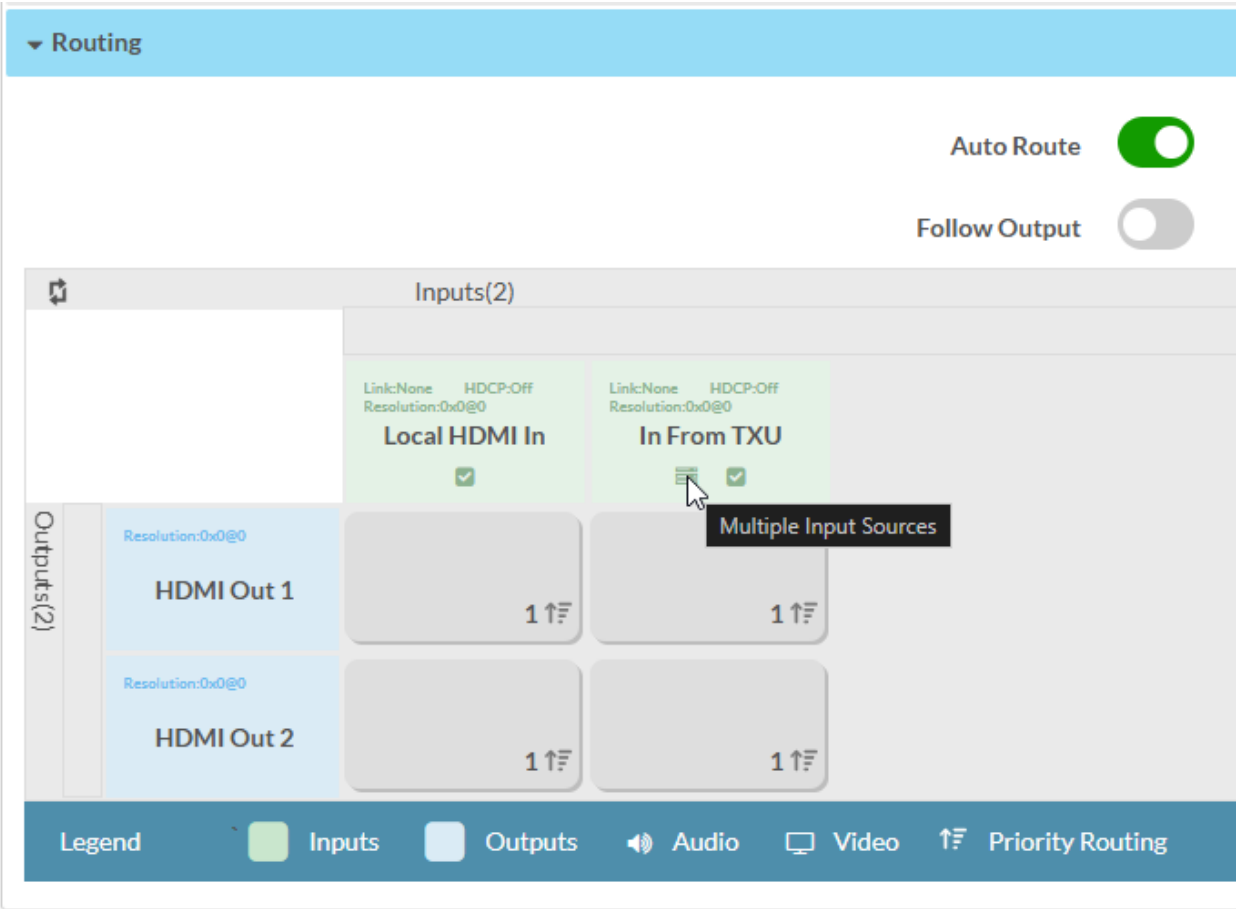 Routing
Auto Route
Follow Output
Inputs(2)
Link:None HDCP:Off
Resolution:0x0@0
Local HDMI In
Link:None HDCP:Off
Resolution:0x0@0
In From TXU
Multiple Input Sources
Outputs(2)
Resolution:0x0@0
HDMI Out 1
1
1
Resolution:0x0@0
HDMI Out 2
1
1
Legend ` Inputs Outputs Audio Video Priority Routing